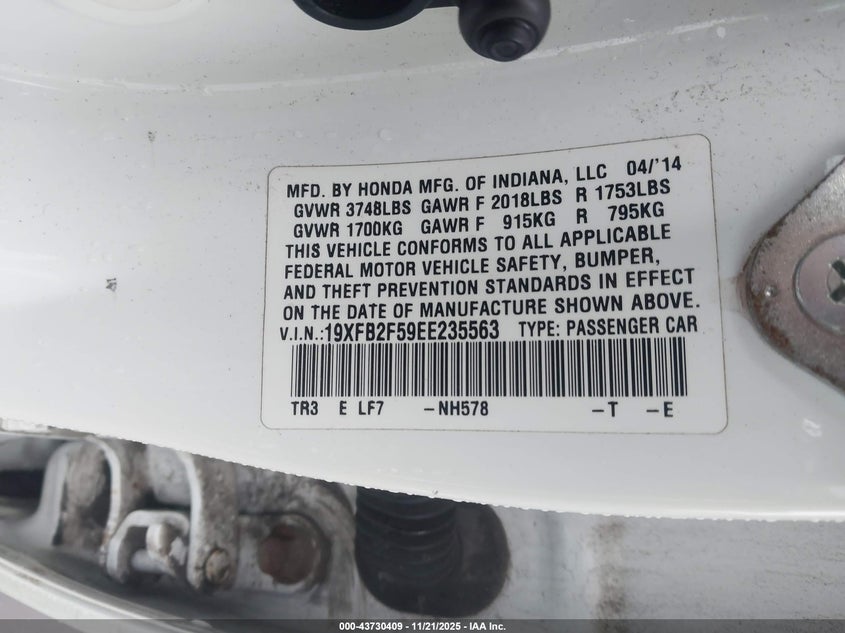 MFD. BY HONDA MFG. OF INDIANA, LLC 04/'14
GVWR 3748LBS GAWR F 2018LBS R 1753LBS
GVWR 1700KG GAWR F 915KG R 795KG
THIS VEHICLE CONFORMS TO ALL APPLICABLE
FEDERAL MOTOR VEHICLE SAFETY, BUMPER,
AND THEFT PREVENTION STANDARDS IN EFFECT
ON THE DATE OF MANUFACTURE SHOWN ABOVE.
V.I.N.:19XFB2F59EE235563 TYPE: PASSENGER CAR
TR3 E LF7 -NH578 -T -E
000-43730409 - 11/21/2025 - IAA Inc.